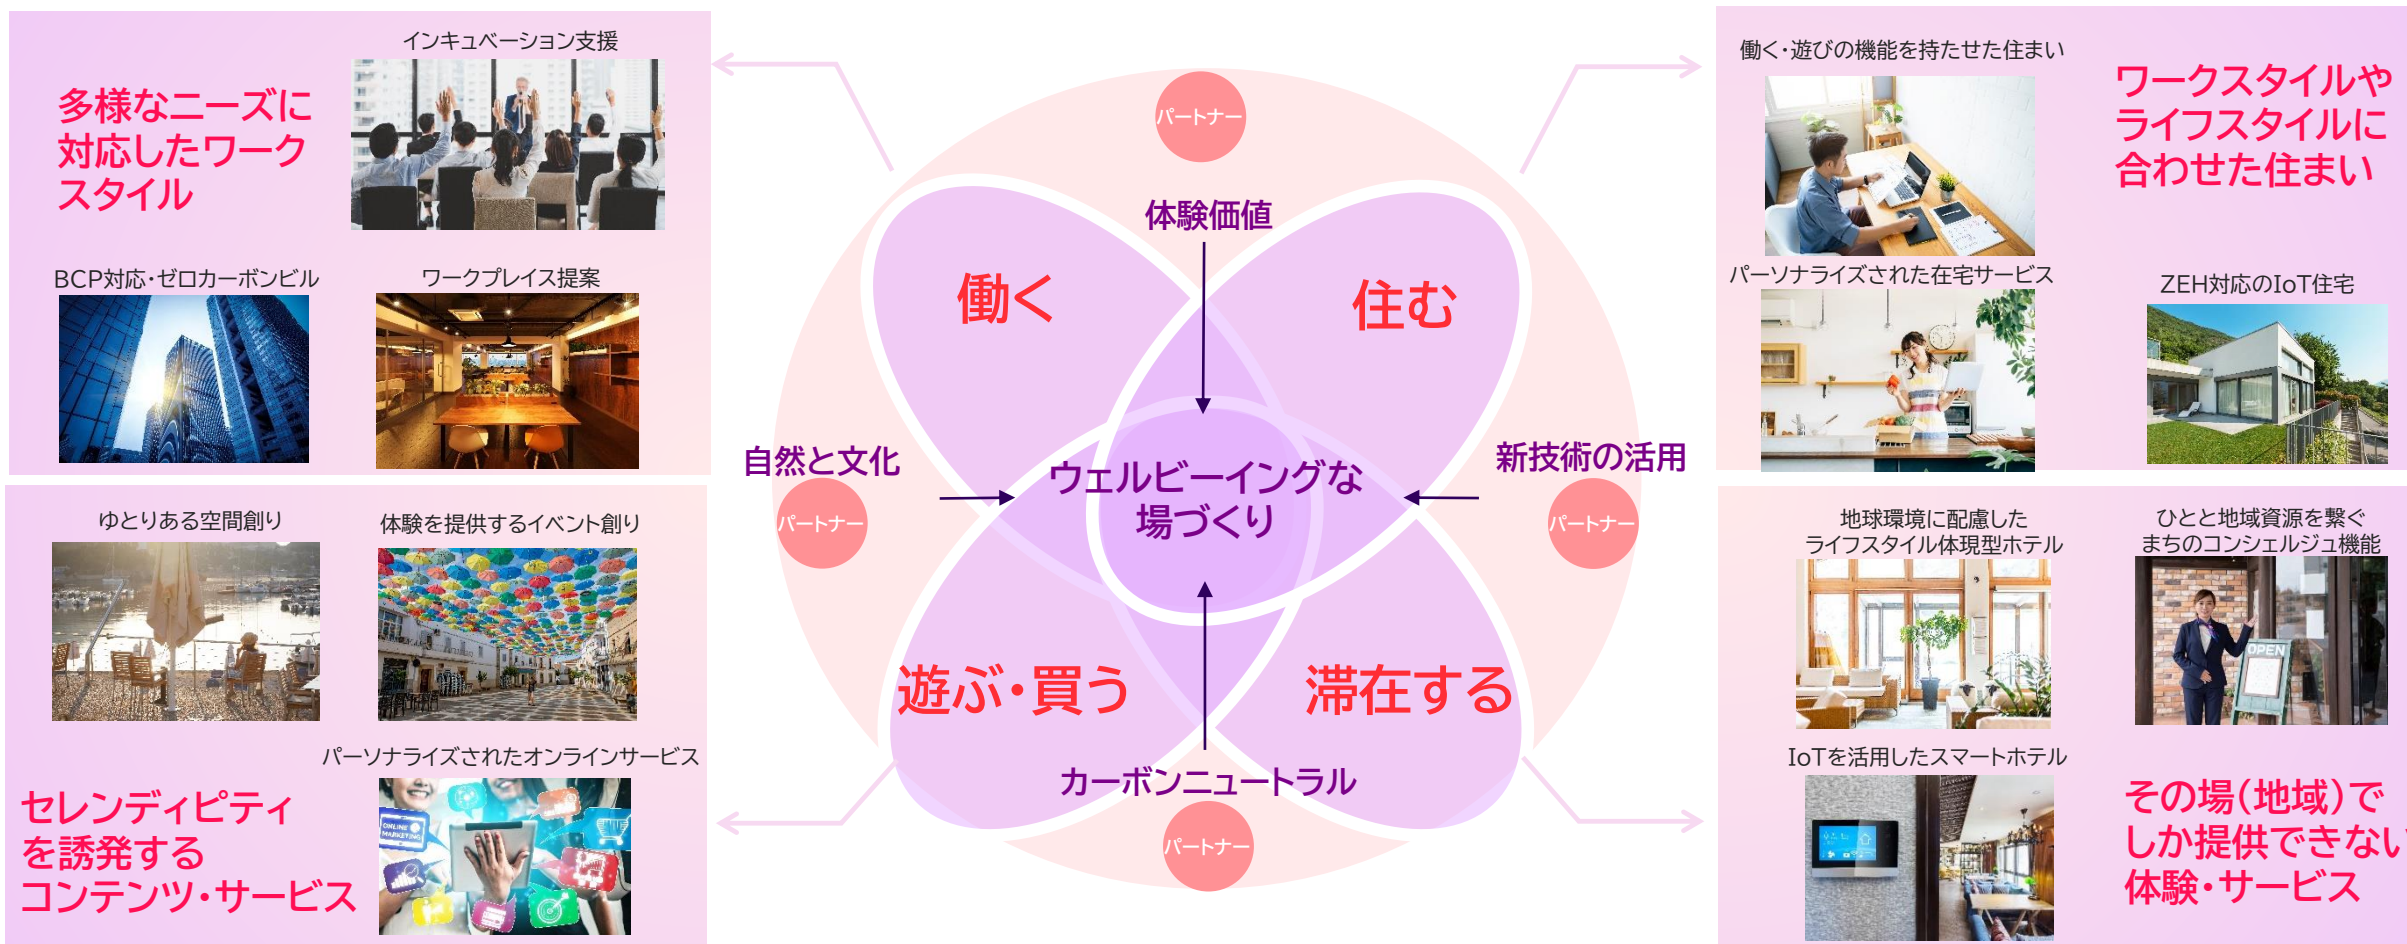 インキュベーション支援
多様なニーズに
対応したワーク
スタイル
BCP対応・ゼロカーボンビル
ワークプレイス提案
働く・遊びの機能を持たせた住まい
ワークスタイルや
ライフスタイルに
合わせた住まい
パーソナライズされた在宅サービス
ZEH対応のIoT住宅
パートナー
体験価値
働く
住む
自然と文化
パートナー
ウェルビーイングな
場づくり
新技術の活用
パートナー
遊ぶ・買う
滞在する
カーボンニュートラル
パートナー
ゆとりある空間創り
体験を提供するイベント創り
パーソナライズされたオンラインサービス
ONLINE
MARKETING
セレンディピティ
を誘発する
コンテンツ・サービス
地球環境に配慮した
ライフスタイル体現型ホテル
ひとと地域資源を繋ぐ
まちのコンシェルジュ機能
OPEN
IoTを活用したスマートホテル
その場(地域)で
しか提供できない
体験・サービス